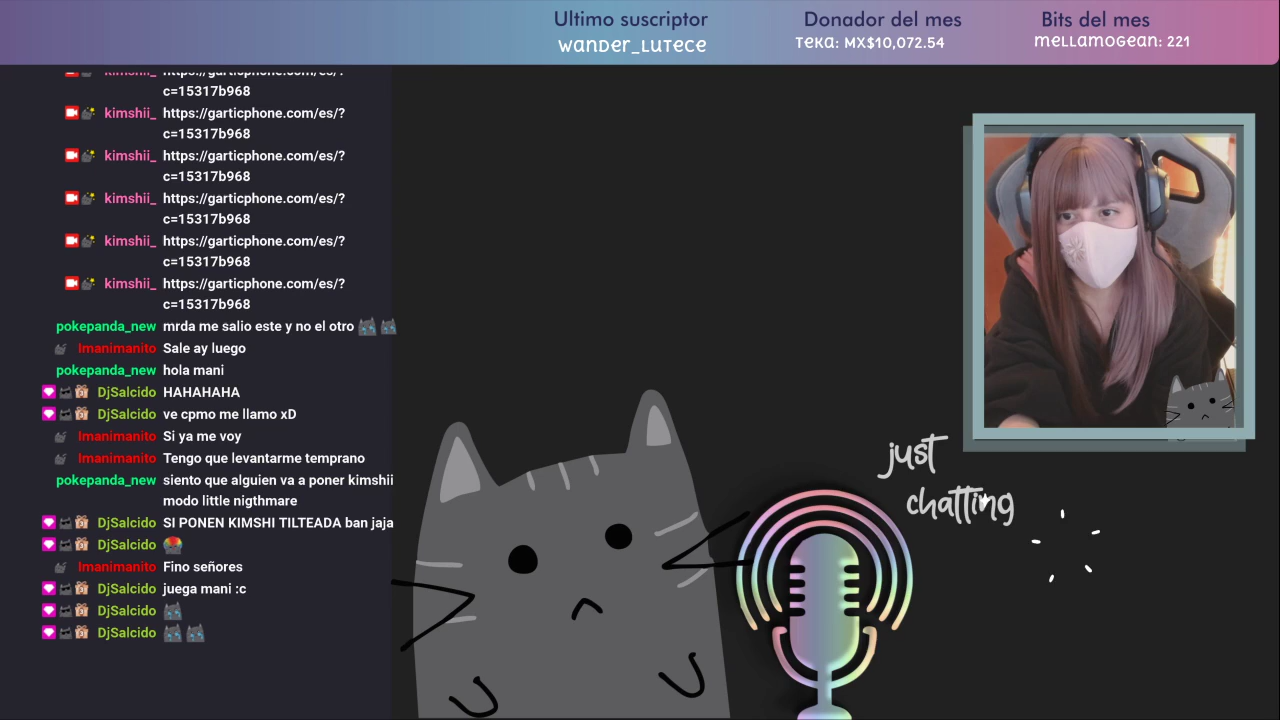 Ultimo suscriptor
wander_lutece
Donador del mes
Teka: MX$10,072.54
Bits del mes
mellamogean: 221
kimshii_ https://garticphone.com/es/?
c=15317b968
kimshii_ https://garticphone.com/es/?
c=15317b968
kimshii_ https://garticphone.com/es/?
c=15317b968
kimshii_ https://garticphone.com/es/?
c=15317b968
kimshii_ https://garticphone.com/es/?
c=15317b968
kimshii_ https://garticphone.com/es/?
c=15317b968
pokepanda_new mrda me salio este y no el otro
Imanimanito Sale ay luego
pokepanda_new hola mani
DjSalcido HAHAHAHA
DjSalcido ve cpmo me llamo xD
Imanimanito Si ya me voy
Imanimanito Tengo que levantarme temprano
pokepanda_new siento que alguien va a poner kimshii
modo little nigthmare
DjSalcido SI PONEN KIMSHI TILTEADA ban jaja
DjSalcido
Imanimanito Fino señores
DjSalcido juega mani :c
DjSalcido
DjSalcido
just
chatting